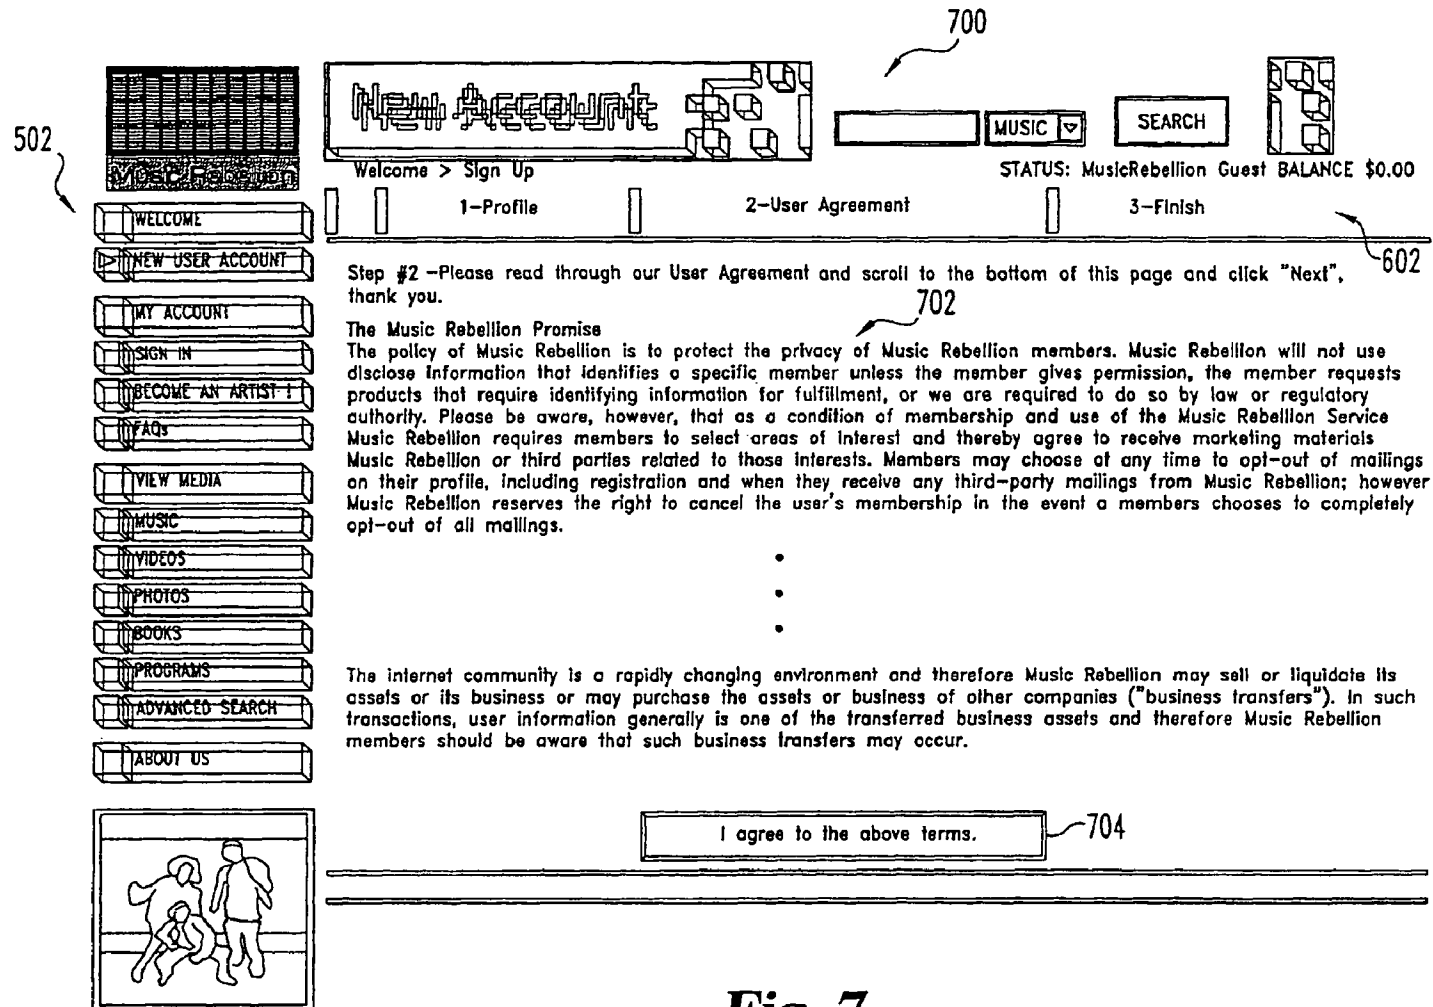 700
502
New Account
MUSIC
SEARCH
Music Rebellion
Welcome > Sign Up
STATUS: MusicRebellion Guest BALANCE $0.00
1-Profile
2-User Agreement
3-Finish
602
WELCOME
NEW USER ACCOUNT
MY ACCOUNT
SIGN IN
BECOME AN ARTIST !
FAQs
VIEW MEDIA
MUSIC
VIDEOS
PHOTOS
BOOKS
PROGRAMS
ADVANCED SEARCH
ABOUT US
Step #2 -Please read through our User Agreement and scroll to the bottom of this page and click "Next",
thank you.
702
The Music Rebellion Promise
The policy of Music Rebellion is to protect the privacy of Music Rebellion members. Music Rebellion will not use
disclose information that identifies a specific member unless the member gives permission, the member requests
products that require identifying information for fulfillment, or we are required to do so by law or regulatory
authority. Please be aware, however, that as a condition of membership and use of the Music Rebellion Service
Music Rebellion requires members to select areas of interest and thereby agree to receive marketing materials
Music Rebellion or third parties related to those interests. Members may choose at any time to opt-out of mailings
on their profile, including registration and when they receive any third-party mailings from Music Rebellion; however
Music Rebellion reserves the right to cancel the user's membership in the event a members chooses to completely
opt-out of all mailings.
The internet community is a rapidly changing environment and therefore Music Rebellion may sell or liquidate its
assets or its business or may purchase the assets or business of other companies ("business transfers"). In such
transactions, user information generally is one of the transferred business assets and therefore Music Rebellion
members should be aware that such business transfers may occur.
I agree to the above terms.
704
Fig. 7